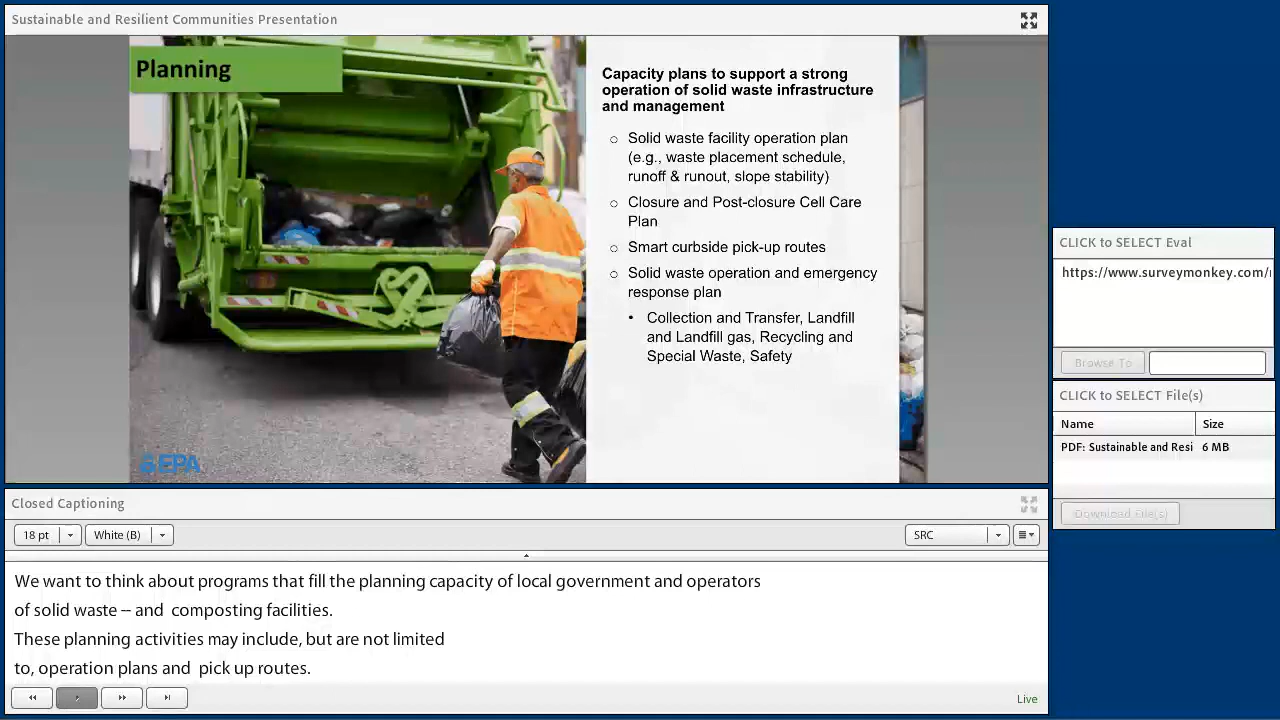 Sustainable and Resilient Communities Presentation
Planning
Capacity plans to support a strong
operation of solid waste infrastructure
and management
○ Solid waste facility operation plan
(e.g., waste placement schedule,
runoff & runout, slope stability)
○ Closure and Post-closure Cell Care
Plan
○ Smart curbside pick-up routes
○ Solid waste operation and emergency
response plan
• Collection and Transfer, Landfill
and Landfill gas, Recycling and
Special Waste, Safety
EPA
CLICK to SELECT Eval
https://www.surveymonkey.com/
Browse To
CLICK to SELECT File(s)
Name Size
PDF: Sustainable and Resi 6 MB
Download File(s)
Closed Captioning
18 pt White (B) SRC
We want to think about programs that fill the planning capacity of local government and operators
of solid waste -- and composting facilities.
These planning activities may include, but are not limited
to, operation plans and pick up routes.
Live